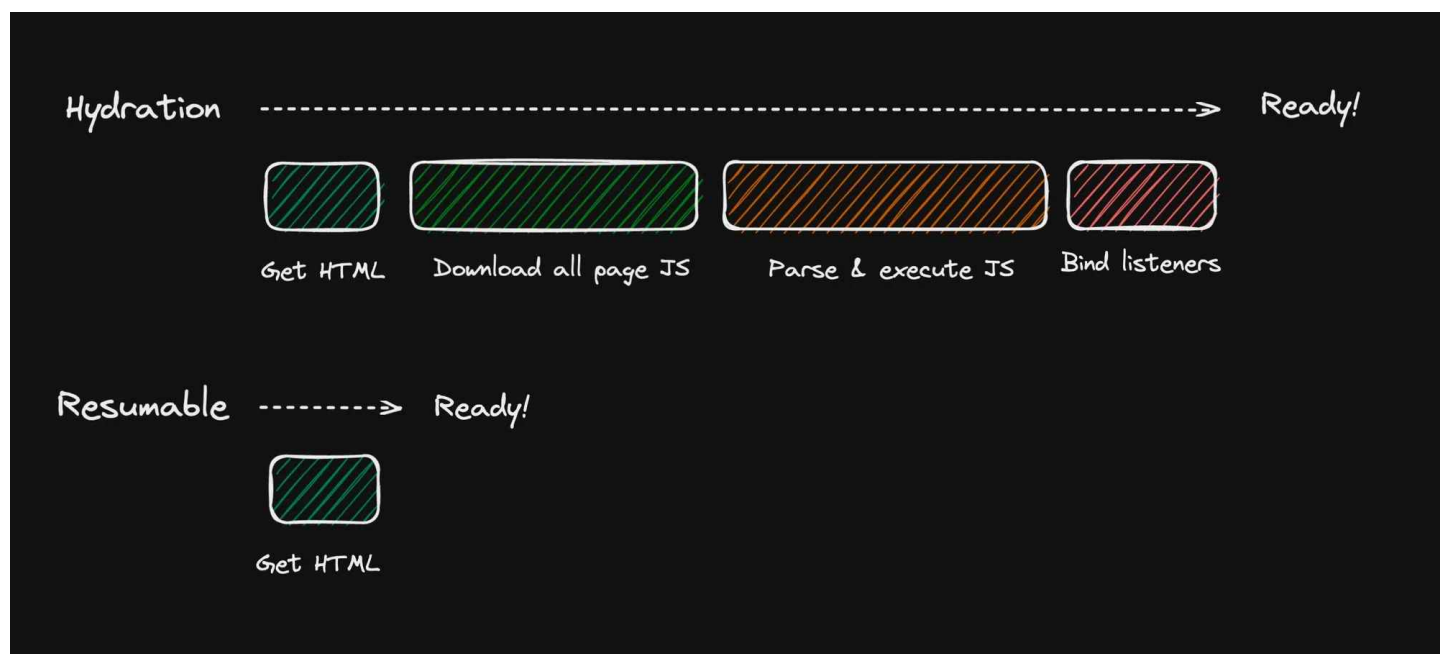 Hydration
Ready!
Get HTML
Download all page JS
Parse & execute JS
Bind listeners
Resumable
Ready!
Get HTML